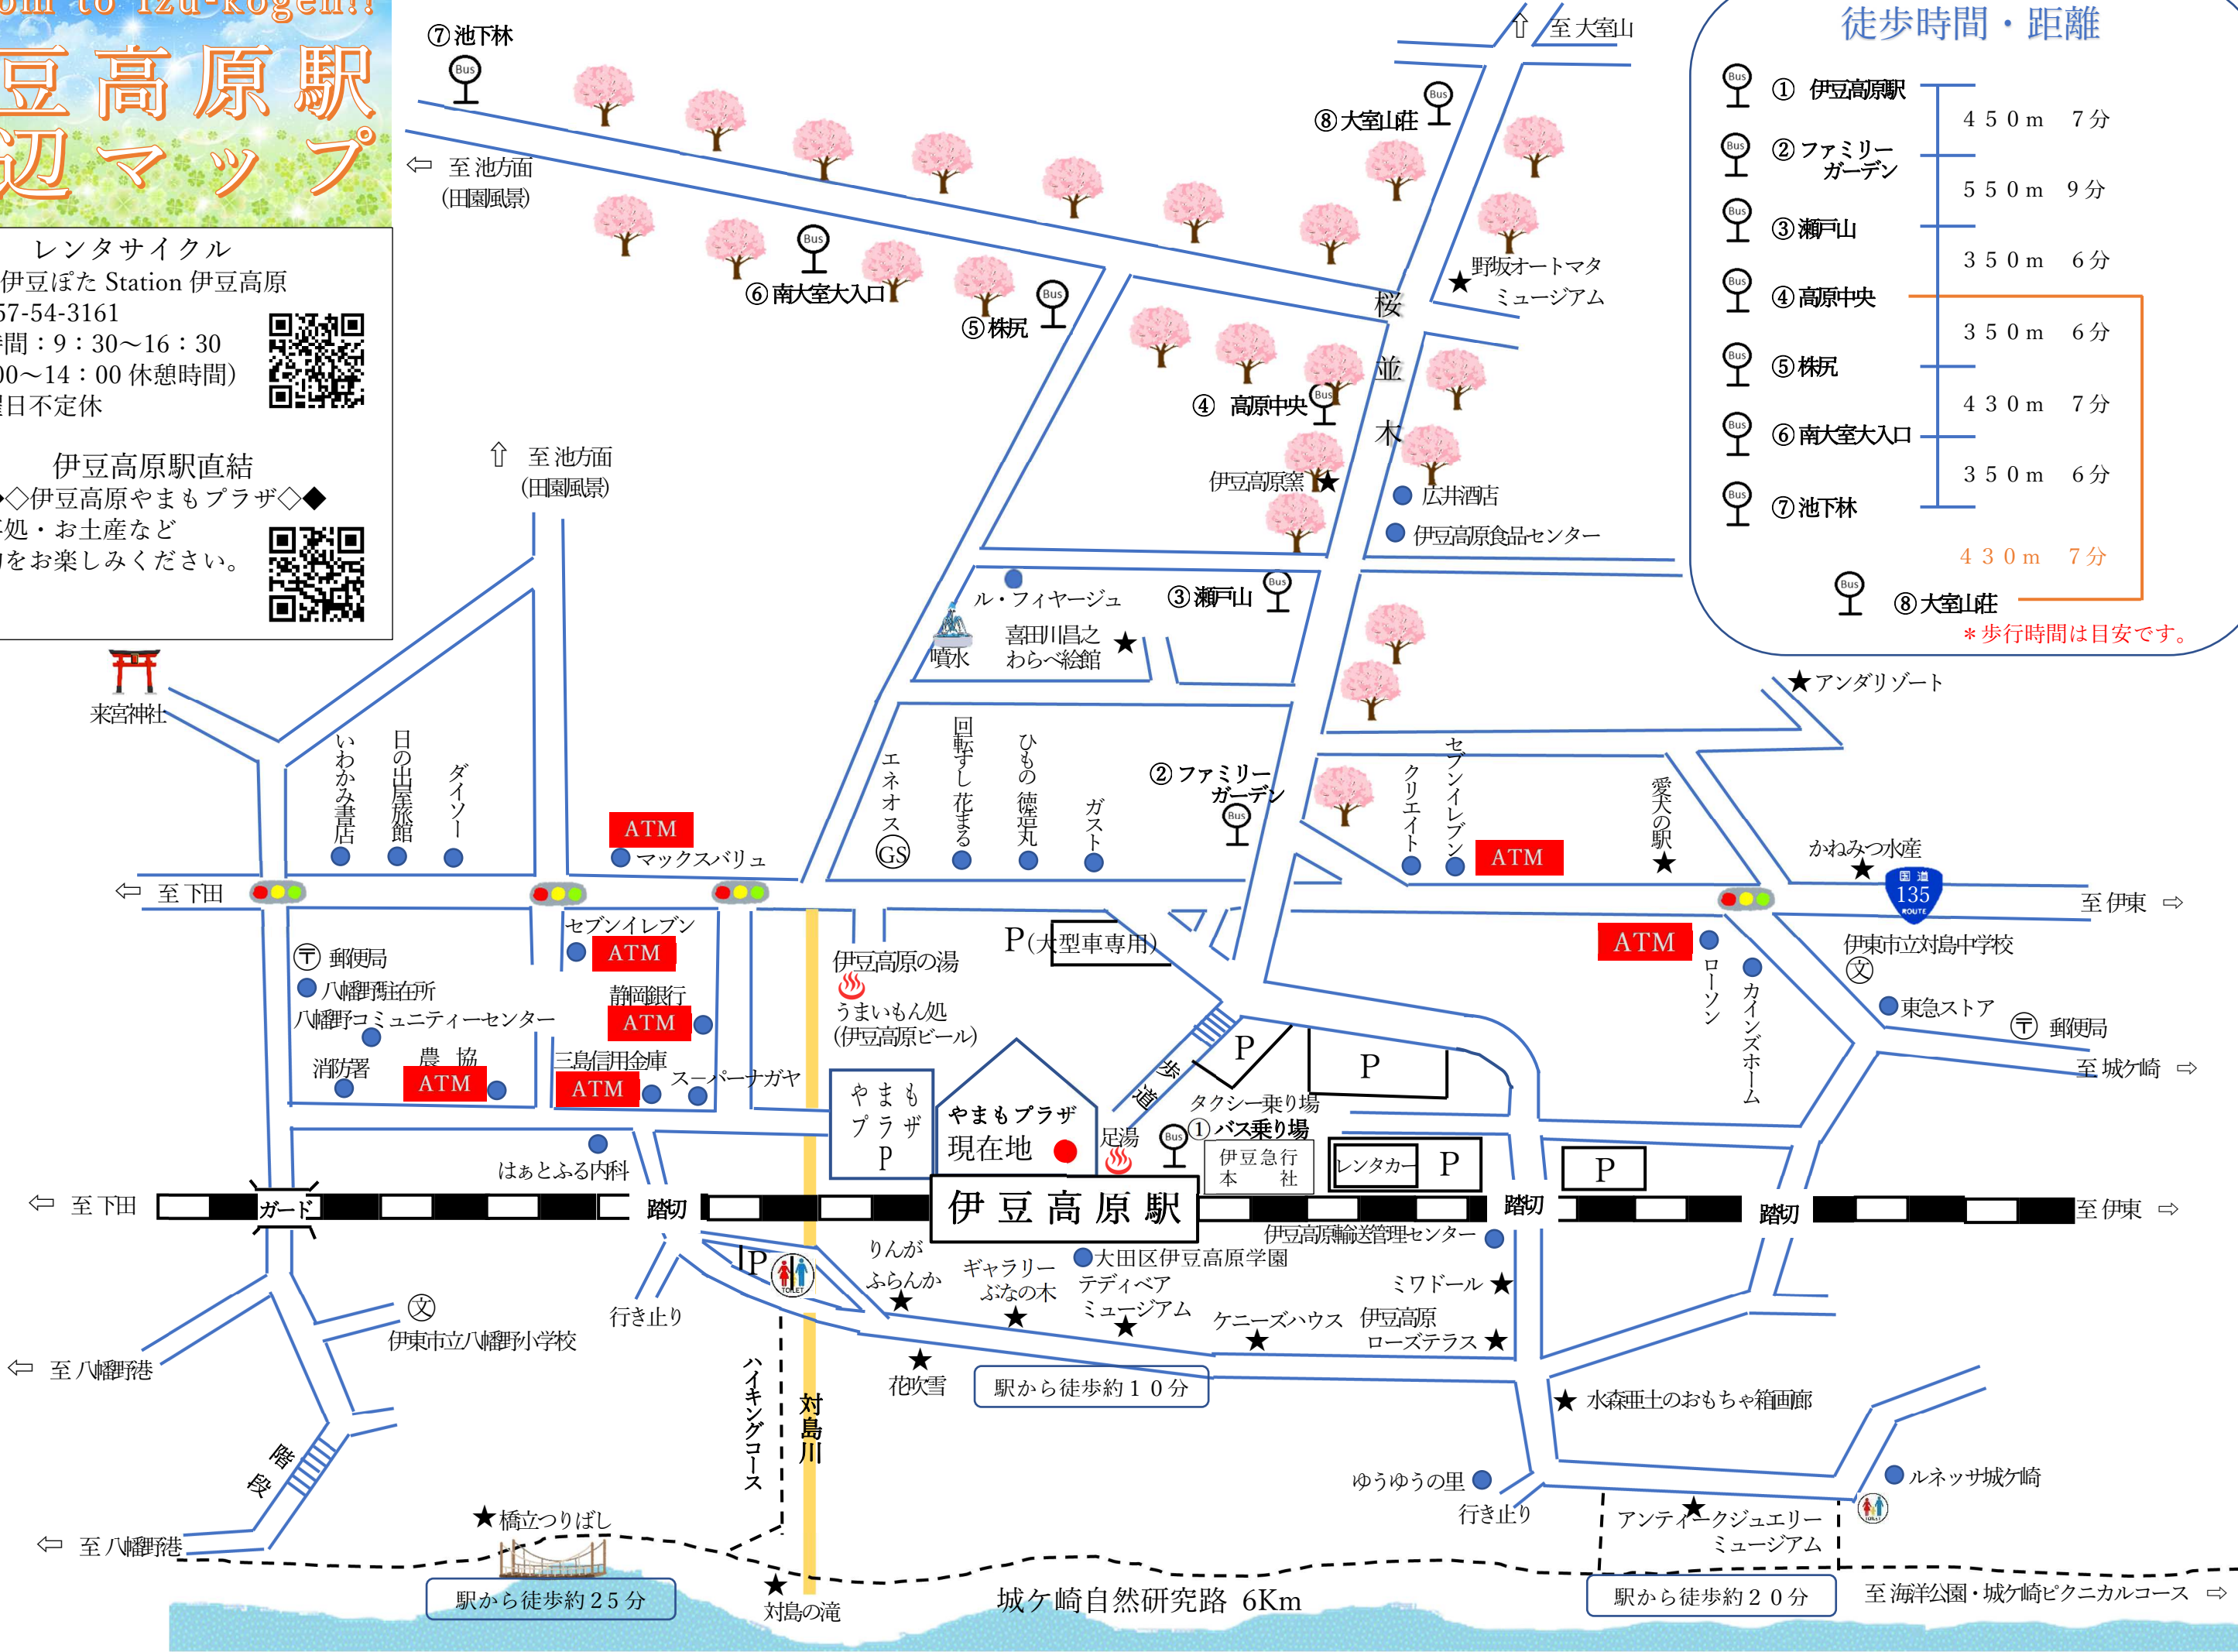 om to Izu-kogen!!
豆高原駅
辺マップ
レンタサイクル
伊豆ぽた Station 伊豆高原
57-54-3161
時間：9：30～16：30
00～14：00 休憩時間）
曜日不定休
伊豆高原駅直結
◆◇伊豆高原やまもプラザ◇◆
処・お土産など
をお楽しみください。
⑦ 池下林
Bus
⇦ 至 池方面
(田園風景)
Bus
⑥ 南大室大入口
Bus
⑤ 株尻
⇧ 至 大室山
Bus
⑧ 大室山荘
野坂オートマタ
ミュージアム
桜並木
④ 高原中央
Bus
伊豆高原窯
広井酒店
伊豆高原食品センター
徒歩時間・距離
Bus
① 伊豆高原駅
450m 7分
Bus
② ファミリー
ガーデン
550m 9分
Bus
③ 瀬戸山
350m 6分
Bus
④ 高原中央
350m 6分
Bus
⑤ 株尻
430m 7分
Bus
⑥ 南大室大入口
350m 6分
Bus
⑦ 池下林
430m 7分
Bus
⑧ 大室山荘
＊歩行時間は目安です。
⇧ 至 池方面
(田園風景)
ル・フィヤージュ
③ 瀬戸山
Bus
噴水
喜田川昌之
わらべ絵館
来宮神社
アンダリゾート
いわかみ書店
日の出屋旅館
ダイソー
ATM
マックスバリュ
エネオス
GS
回転すし 花まる
ひもの 徳造丸
ガスト
② ファミリー
ガーデン
Bus
クリエイト
セブンイレブン
ATM
愛犬の駅
かねみつ水産
国道
135
ROUTE
⇦ 至 下田
至 伊東 ⇨
セブンイレブン
ATM
〒 郵便局
八幡野駐在所
八幡野コミュニティーセンター
静岡銀行
ATM
消防署
農 協
ATM
三島信用金庫
ATM
スーパーナガヤ
伊豆高原の湯
うまいもん処
(伊豆高原ビール)
P(大型車専用)
ATM
ローソン
カインズホーム
伊東市立対島中学校
文
東急ストア
〒 郵便局
至 城ケ崎 ⇨
歩道
P
P
やまも
プラザ
P
やまもプラザ
現在地
足湯
タクシー乗り場
Bus
① バス乗り場
伊豆急行
本 社
レンタカー
P
P
はぁとふる内科
⇦ 至 下田
ガード
踏切
伊豆高原駅
踏切
踏切
至 伊東 ⇨
伊豆高原輸送管理センター
P
TOILET
りんが
ふらんか
ギャラリー
ぶなの木
大田区伊豆高原学園
テディベア
ミュージアム
ケニーズハウス
ミワドール
伊豆高原
ローズテラス
行き止り
文
伊東市立八幡野小学校
⇦ 至 八幡野港
花吹雪
駅から徒歩約10分
ハイキングコース
対島川
水森亜土のおもちゃ箱画廊
階段
ゆうゆうの里
行き止り
ルネッサ城ケ崎
アンティークジュエリー
ミュージアム
⇦ 至 八幡野港
橋立つりばし
駅から徒歩約25分
対島の滝
城ケ崎自然研究路 6Km
駅から徒歩約20分
至 海洋公園・城ケ崎ピクニカルコース ⇨